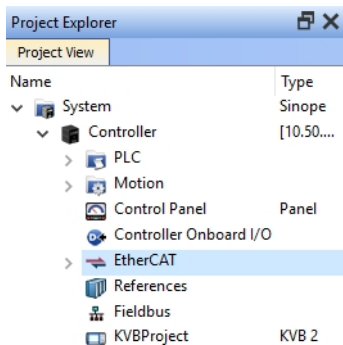 Project Explorer
Project View
Name Type
System Sinope
Controller [10.50....
PLC
Motion
Control Panel Panel
Controller Onboard I/O
EtherCAT
References
Fieldbus
KVBProject KVB 2